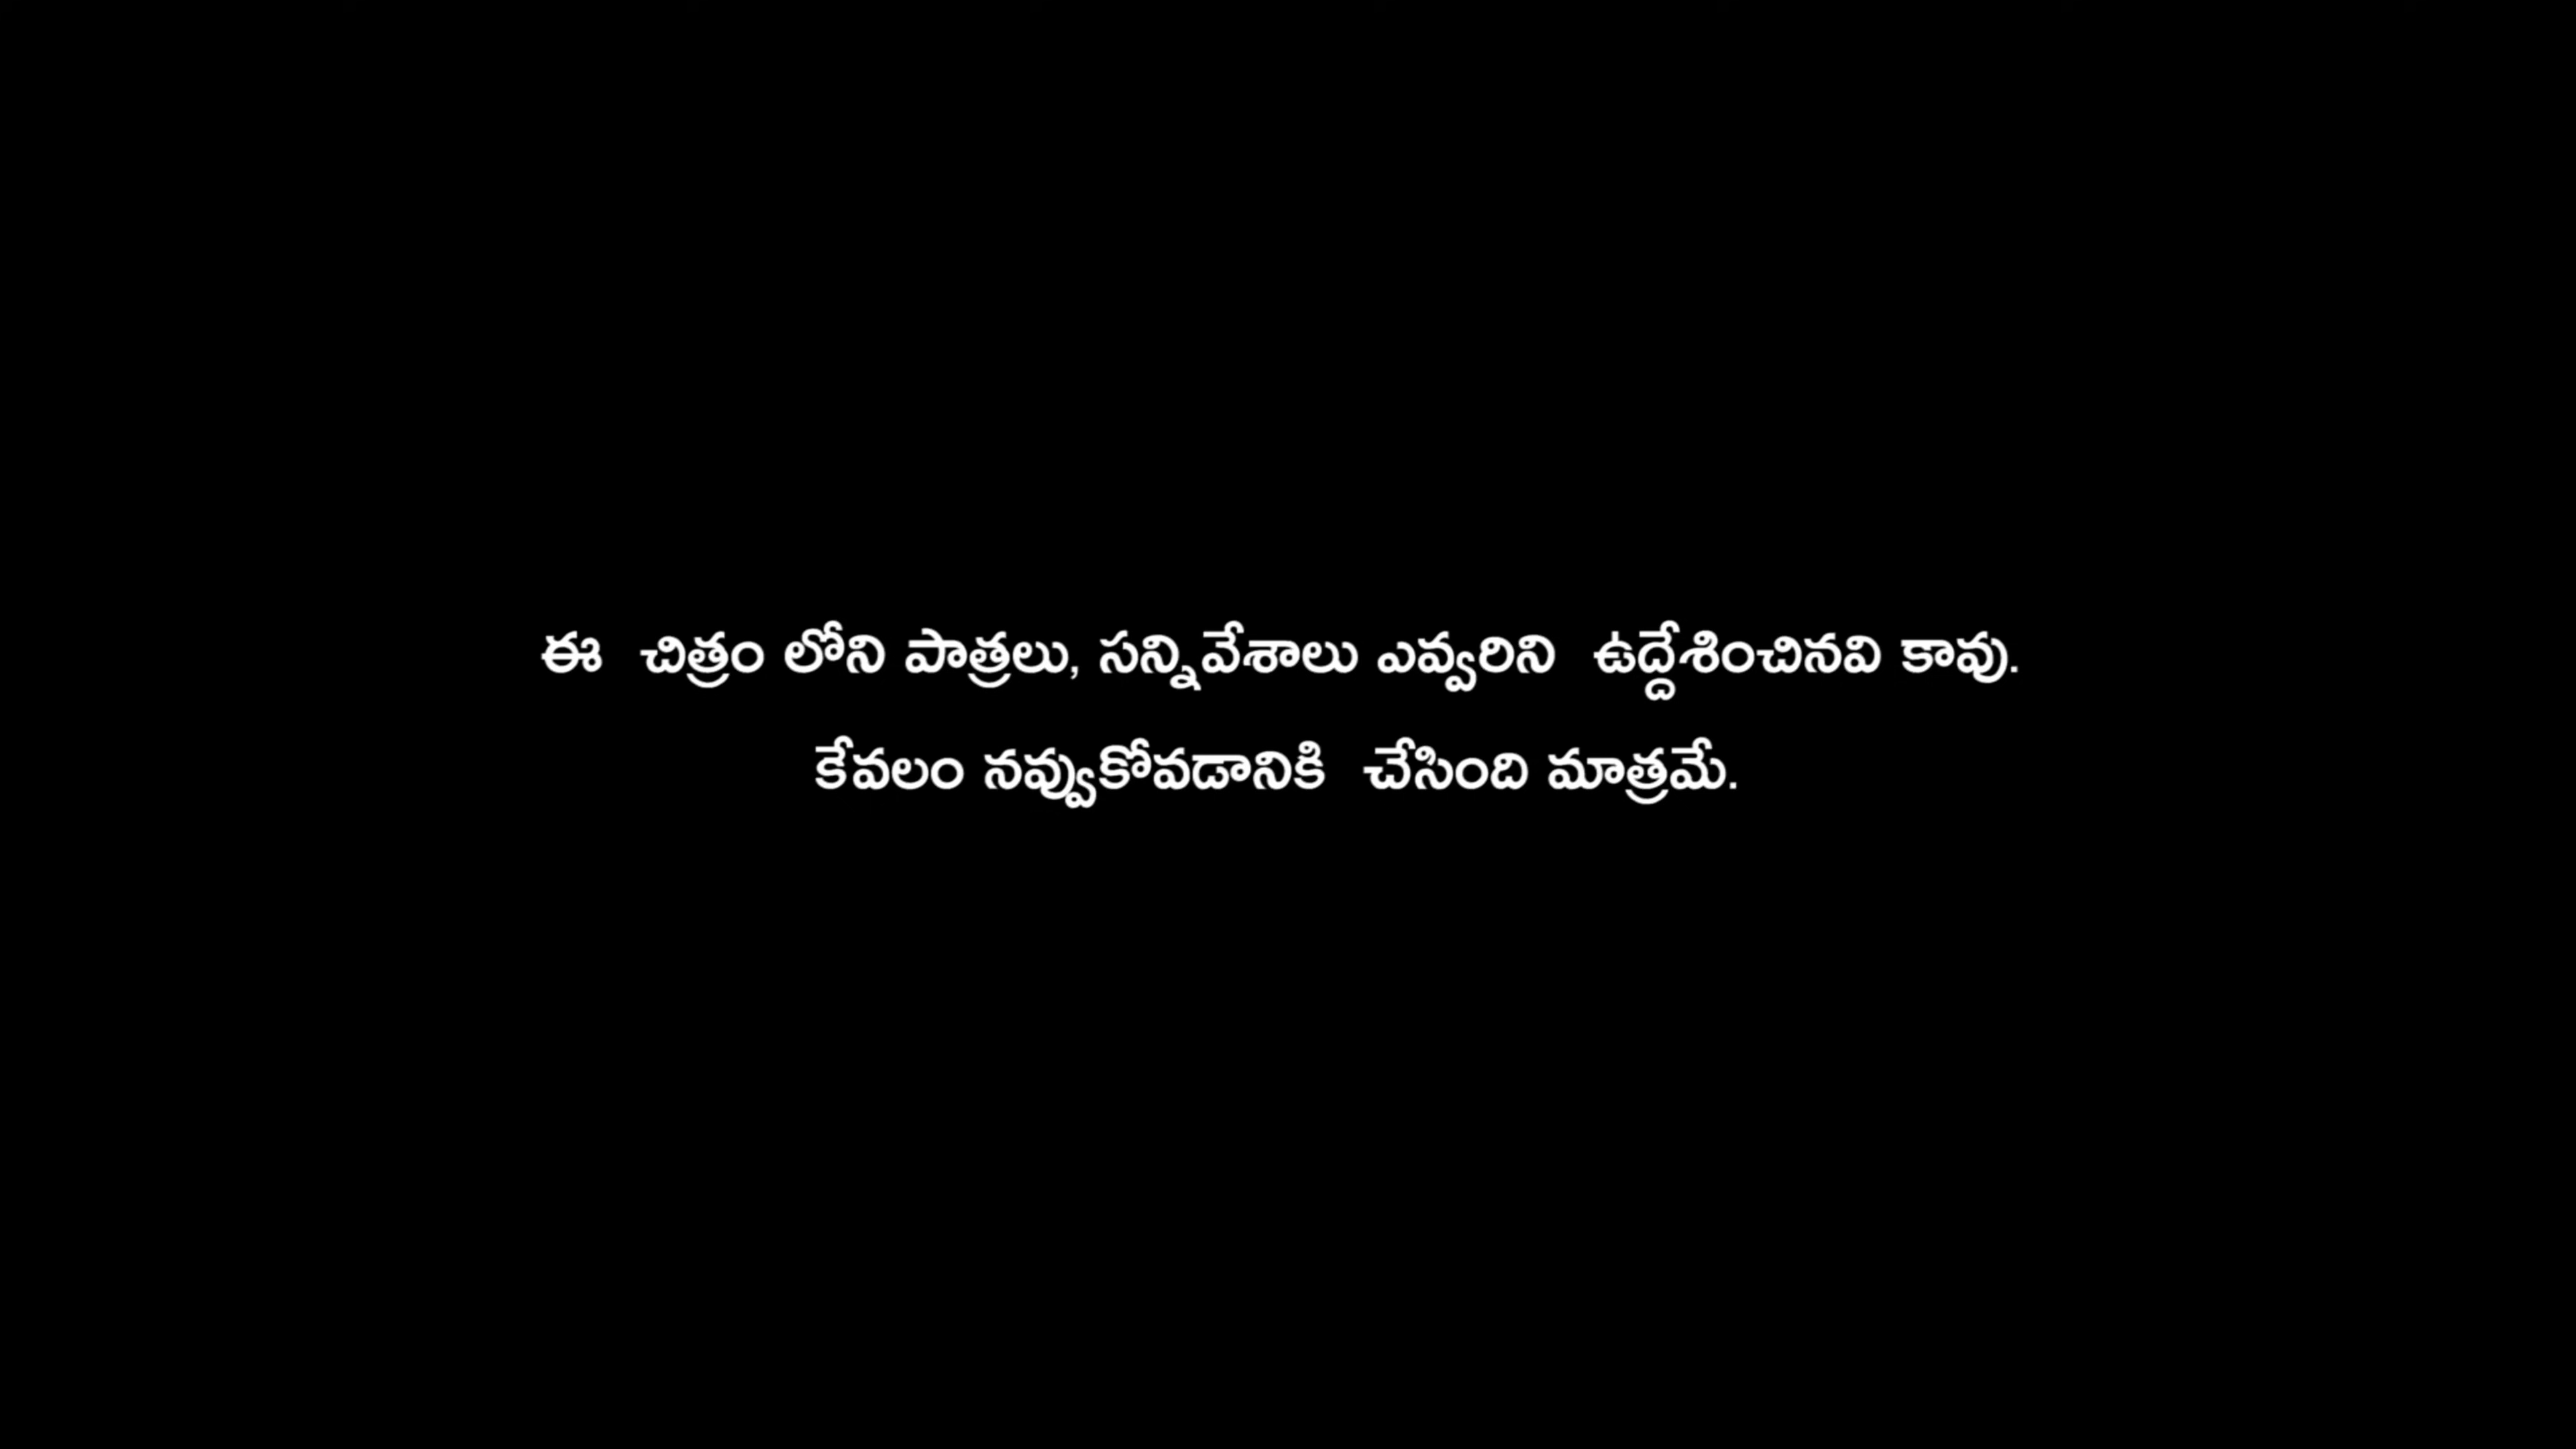 ఈ చిత్రం లోని పాత్రలు, సన్నివేశాలు ఎవ్వరిని ఉద్దేశించినవి కావు.
కేవలం నవ్వుకోవడానికి చేసింది మాత్రమే.